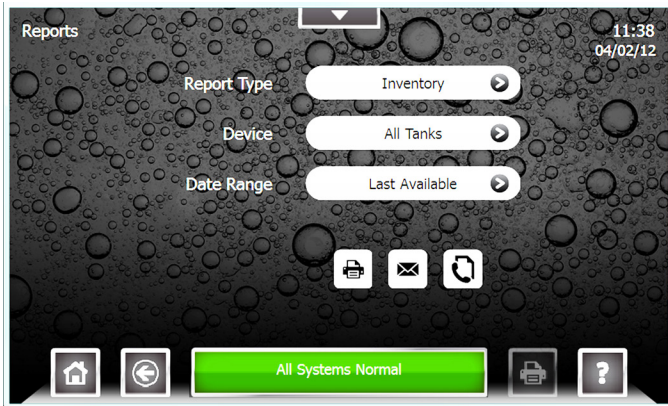 Reports
11:38
04/02/12
Report Type Inventory
Device All Tanks
Date Range Last Available
All Systems Normal
?